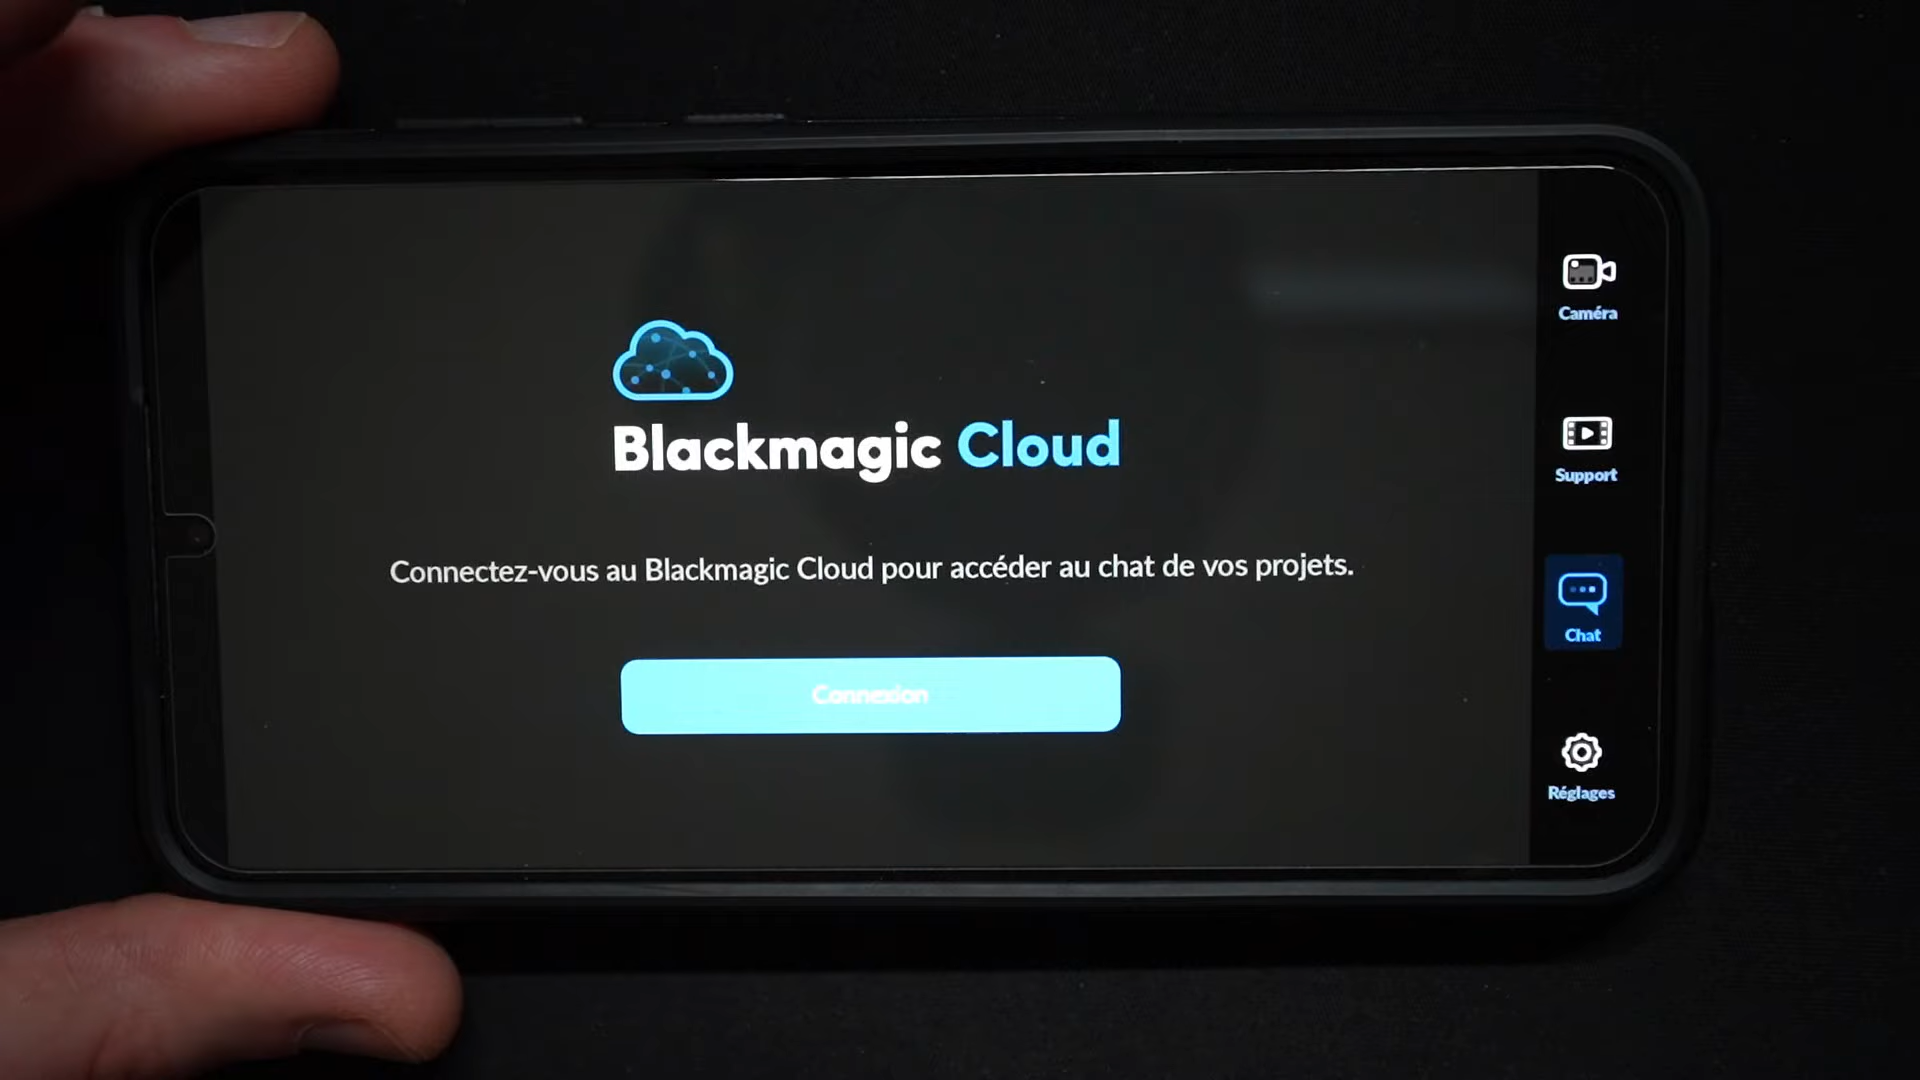 Blackmagic Cloud
Connectez-vous au Blackmagic Cloud pour accéder au chat de vos projets.
Connexion
Caméra
Support
Chat
Réglages